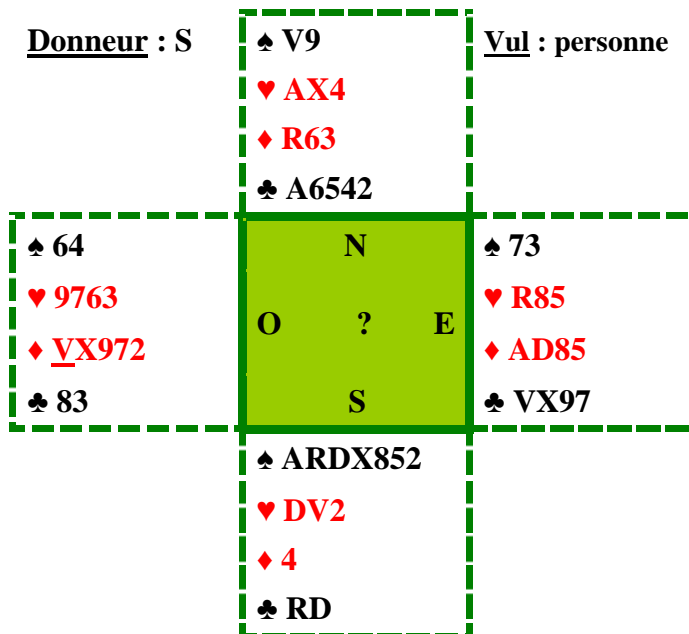 Donneur : S
♠ V9
Vul : personne
♥ AX4
♦ R63
♣ A6542
♠ 64
♥ 9763
♦ VX972
♣ 83
N
O ? E
S
♠ 73
♥ R85
♦ AD85
♣ VX97
♠ ARDX852
♥ DV2
♦ 4
♣ RD